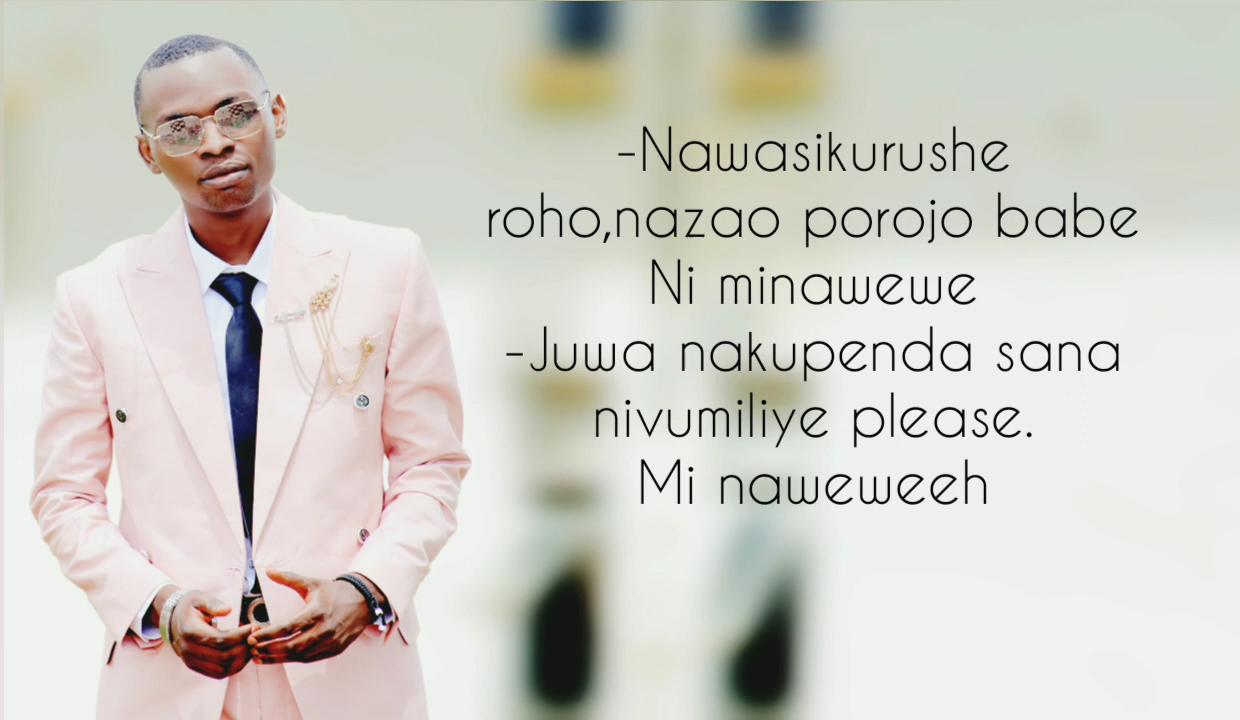 -Nawasikurushe
roho,nazao porojo babe
Ni minawewe
-Juwa nakupenda sana
nivumiliye please.
Mi naweweeh